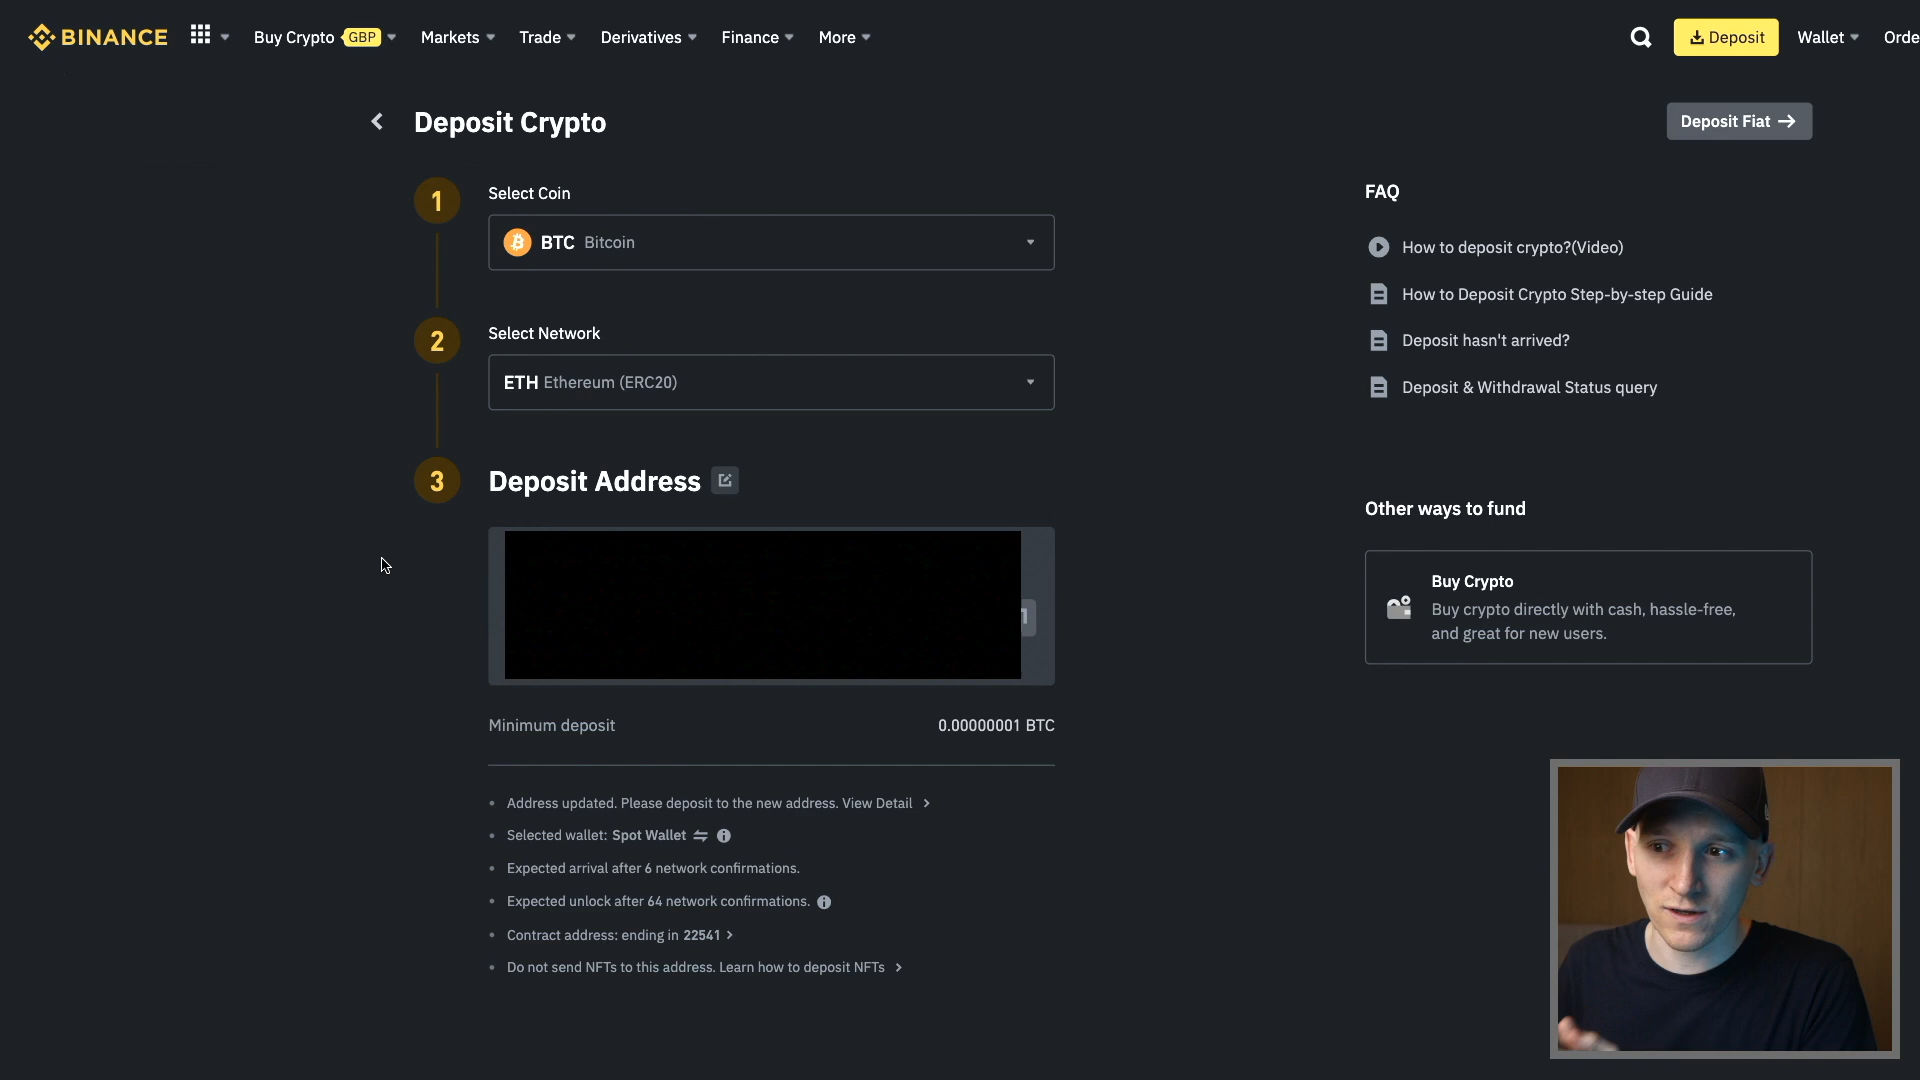 BINANCE
Buy Crypto GBP
Markets
Trade
Derivatives
Finance
More
Deposit
Wallet
Orde
Deposit Crypto
Deposit Fiat
1
Select Coin
BTC Bitcoin
2
Select Network
ETH Ethereum (ERC20)
3
Deposit Address
Minimum deposit
0.00000001 BTC
Address updated. Please deposit to the new address. View Detail
Selected wallet: Spot Wallet
Expected arrival after 6 network confirmations.
Expected unlock after 64 network confirmations.
Contract address: ending in 22541
Do not send NFTs to this address. Learn how to deposit NFTs
FAQ
How to deposit crypto?(Video)
How to Deposit Crypto Step-by-step Guide
Deposit hasn't arrived?
Deposit & Withdrawal Status query
Other ways to fund
Buy Crypto
Buy crypto directly with cash, hassle-free,
and great for new users.